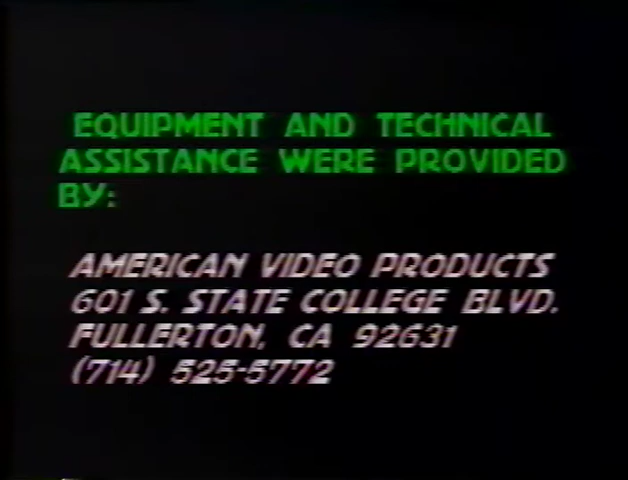 EQUIPMENT AND TECHNICAL
ASSISTANCE WERE PROVIDED
BY:
AMERICAN VIDEO PRODUCTS
601 S. STATE COLLEGE BLVD.
FULLERTON, CA 92631
(714) 525-5772